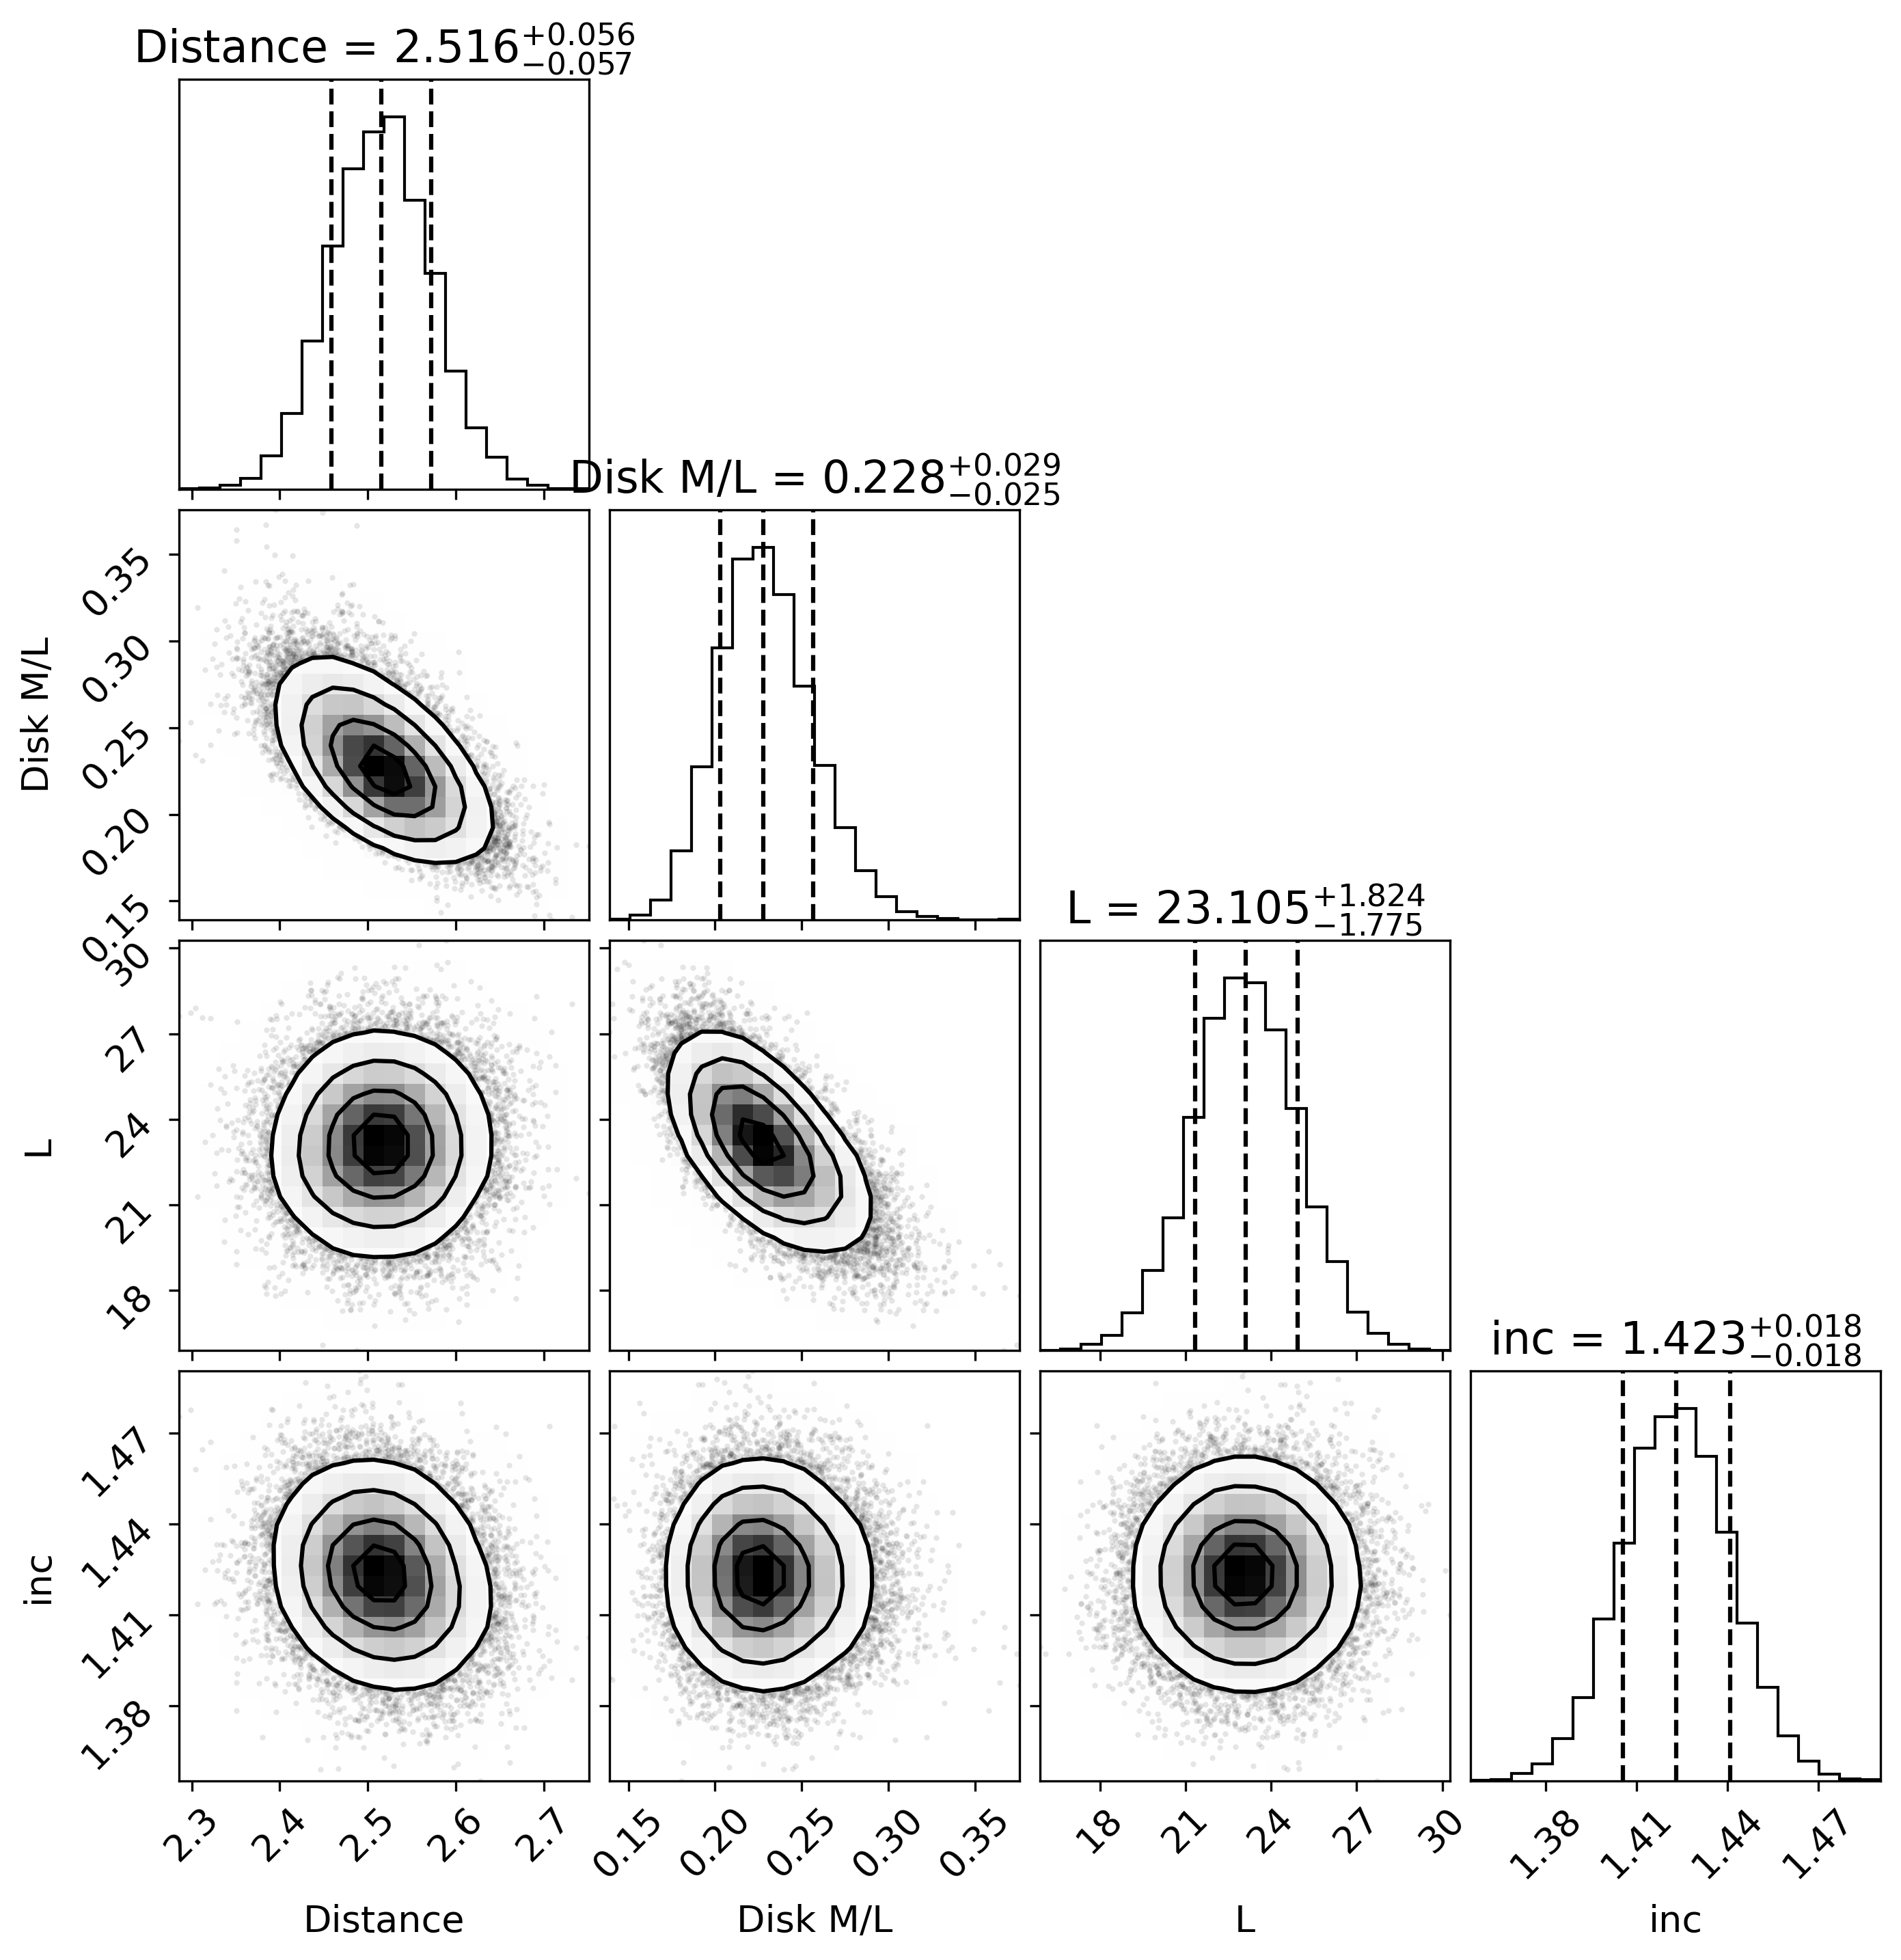 Distance = 2.516+0.056−0.057
Disk M/L = 0.228+0.029−0.025
0.35
0.30
0.25
0.20
0.15
Disk M/L
L = 23.105+1.824−1.775
30
27
24
21
18
L
inc = 1.423+0.018−0.018
1.47
1.44
1.41
1.38
inc
2.3 2.4 2.5 2.6 2.7
0.15 0.20 0.25 0.30 0.35
18 21 24 27 30
1.38 1.41 1.44 1.47
Distance
Disk M/L
L
inc